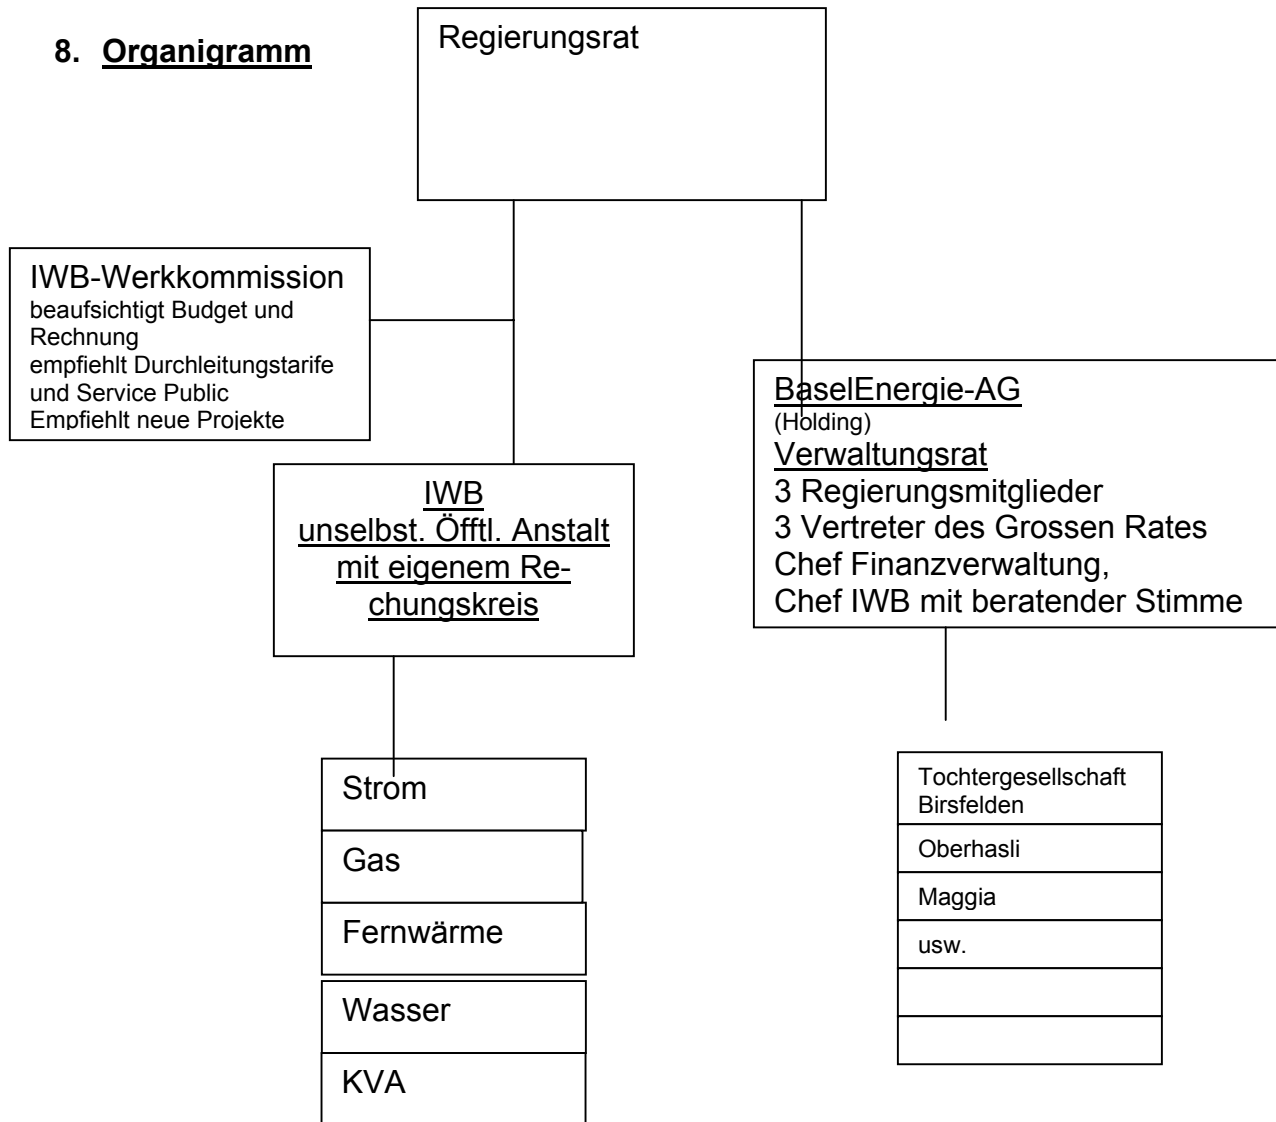 8. Organigramm
Regierungsrat
IWB-Werkkommission
beaufsichtigt Budget und
Rechnung
empfiehlt Durchleitungstarife
und Service Public
Empfiehlt neue Projekte
BaselEnergie-AG
(Holding)
Verwaltungsrat
3 Regierungsmitglieder
3 Vertreter des Grossen Rates
Chef Finanzverwaltung,
Chef IWB mit beratender Stimme
IWB
unselbst. Öfftl. Anstalt
mit eigenem Re-
chungskreis
Strom
Gas
Fernwärme
Wasser
KVA
Tochtergesellschaft
Birsfelden
Oberhasli
Maggia
usw.